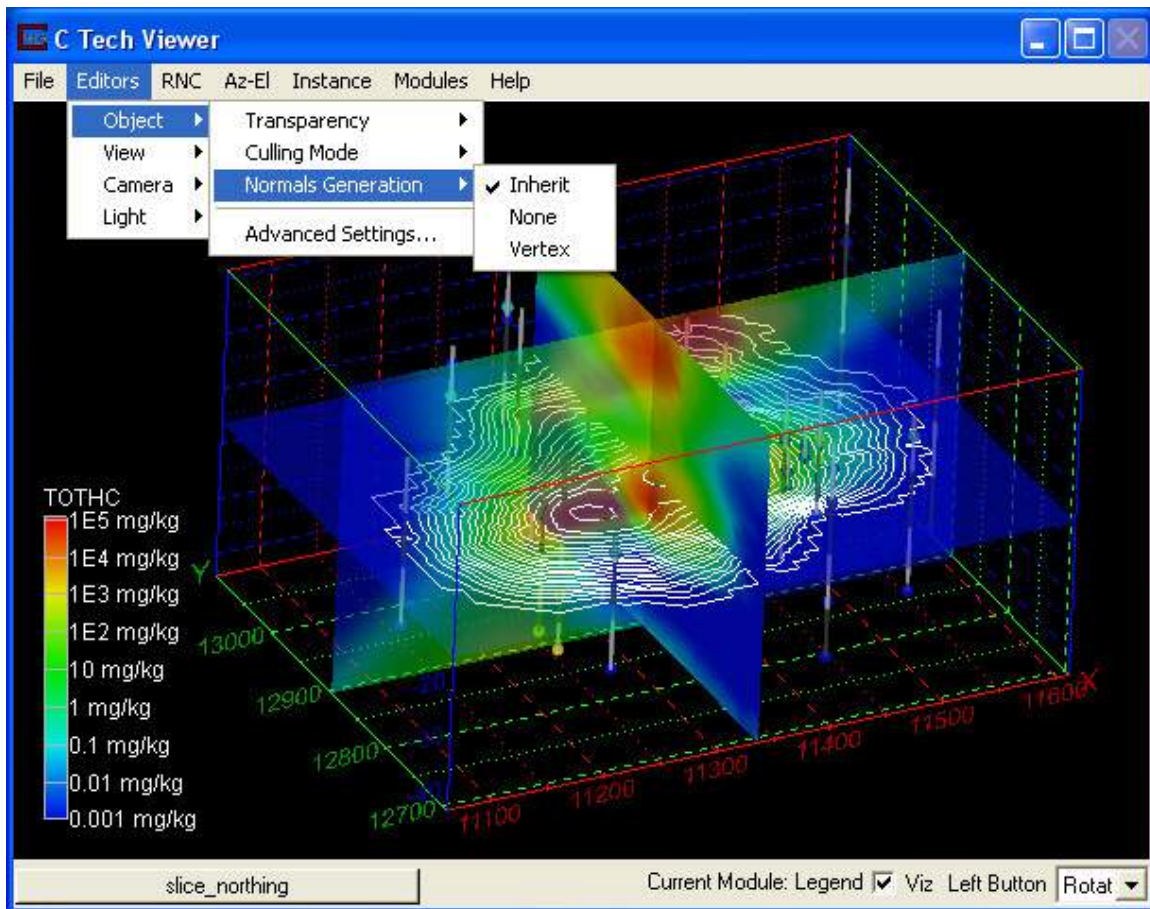 C Tech Viewer
File Editors RNC Az-El Instance Modules Help
Object Transparency
View Culling Mode
Camera Normals Generation Inherit
Light None
Advanced Settings... Vertex
TOTHC
1E5 mg/kg
1E4 mg/kg
1E3 mg/kg
1E2 mg/kg
10 mg/kg
1 mg/kg
0.1 mg/kg
0.01 mg/kg
0.001 mg/kg
Y
13000
12900
12800
12700
11100
11200
11300
11400
11500
11600
X
slice_northing Current Module: Legend Viz Left Button Rotat